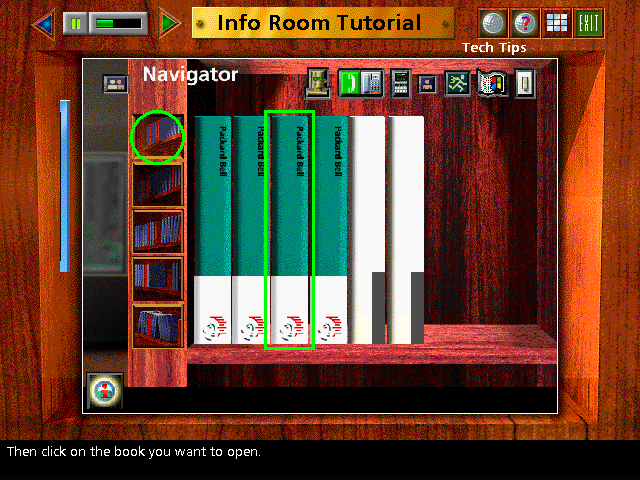 Info Room Tutorial
EXIT
Tech Tips
Navigator
Packard Bell
Packard Bell
Packard Bell
Packard Bell
Then click on the book you want to open.